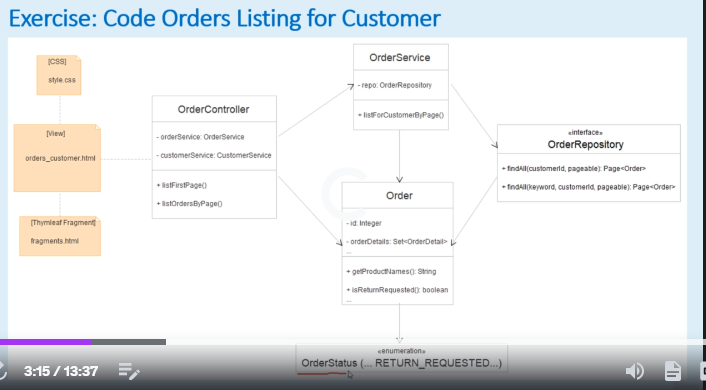 Exercise: Code Orders Listing for Customer
[CSS]
style.css
[View]
orders_customer.html
[Thymleaf Fragment]
fragments.html
OrderController
- orderService: OrderService
- customerService: CustomerService
+ listFirstPage()
+ listOrdersByPage()
OrderService
- repo: OrderRepository
+ listForCustomerByPage()
«interface»
OrderRepository
+ findAll(customerId, pageable): Page<Order>
+ findAll(keyword, customerId, pageable): Page<Order>
Order
- id: Integer
- orderDetails: Set<OrderDetail>
...
+ getProductNames(): String
+ isReturnRequested(): boolean
...
«enumeration»
OrderStatus (... RETURN_REQUESTED...)
3:15 / 13:37